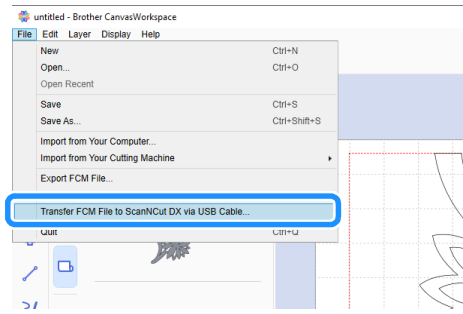 untitled - Brother CanvasWorkspace
File Edit Layer Display Help
New Ctrl+N
Open... Ctrl+O
Open Recent
Save Ctrl+S
Save As... Ctrl+Shift+S
Import from Your Computer...
Import from Your Cutting Machine
Export FCM File...
Transfer FCM File to ScanNCut DX via USB Cable...
Quit Ctrl+Q